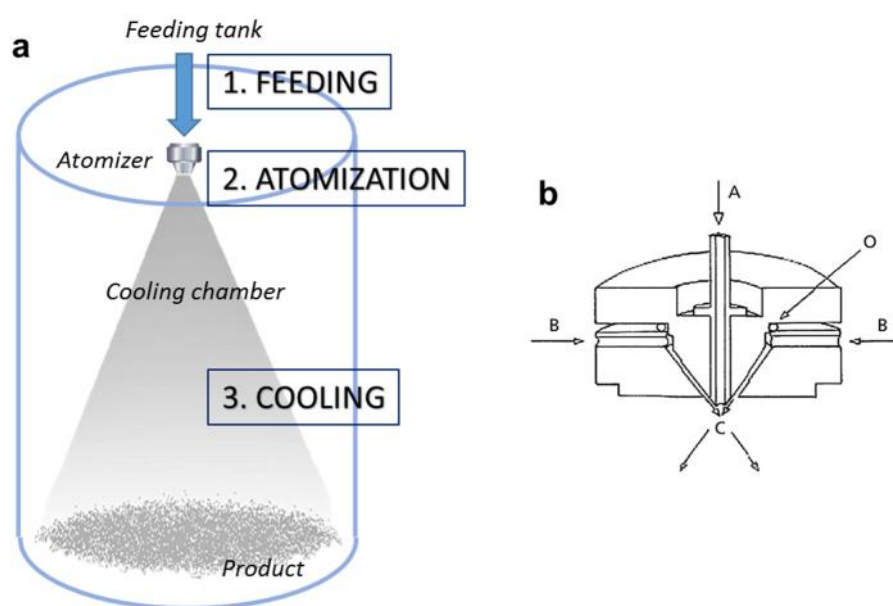 a
Feeding tank
1. FEEDING
Atomizer
2. ATOMIZATION
Cooling chamber
3. COOLING
Product
b
A
O
B
B
C